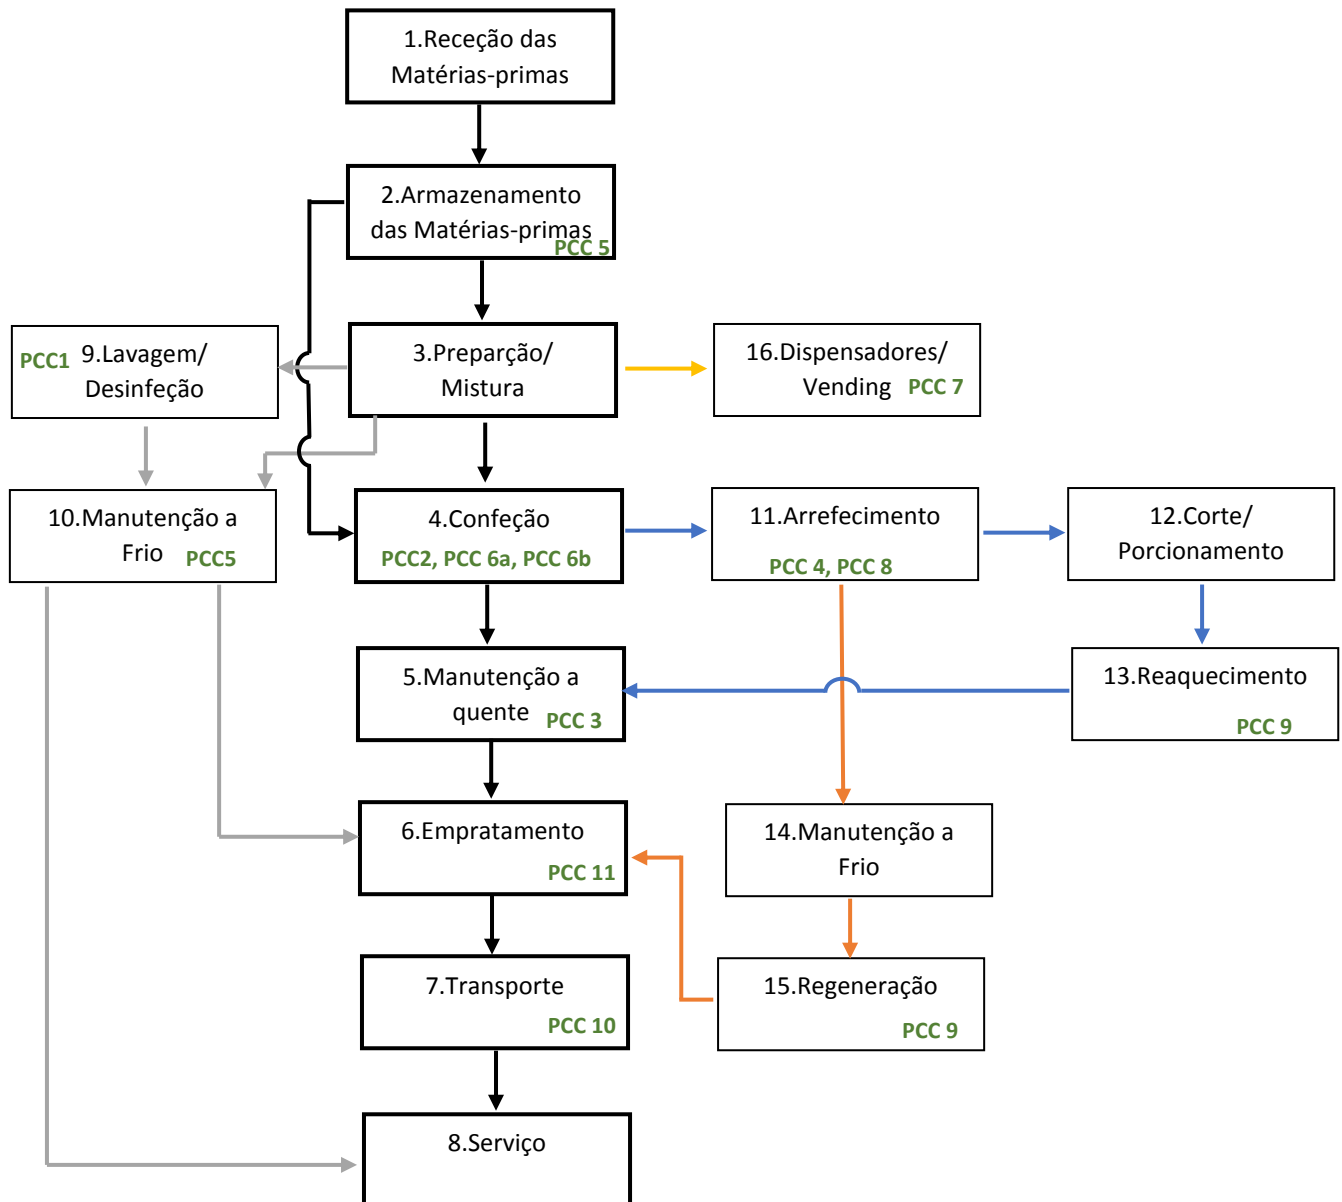 1.Receção das
Matérias-primas
2.Armazenamento
das Matérias-primas
PCC 5
PCC1
9.Lavagem/
Desinfeção
3.Preparção/
Mistura
16.Dispensadores/
Vending PCC 7
10.Manutenção a
Frio PCC5
4.Confeção
PCC2, PCC 6a, PCC 6b
11.Arrefecimento
PCC 4, PCC 8
12.Corte/
Porcionamento
5.Manutenção a
quente PCC 3
13.Reaquecimento
PCC 9
6.Empratamento
PCC 11
14.Manutenção a
Frio
7.Transporte
PCC 10
15.Regeneração
PCC 9
8.Serviço